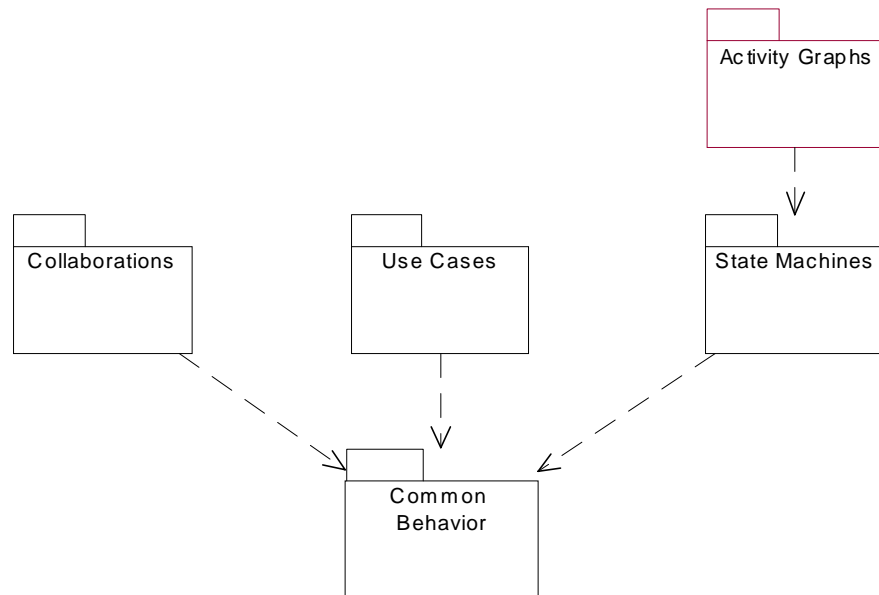 Activity Graphs
Collaborations
Use Cases
State Machines
Common
Behavior